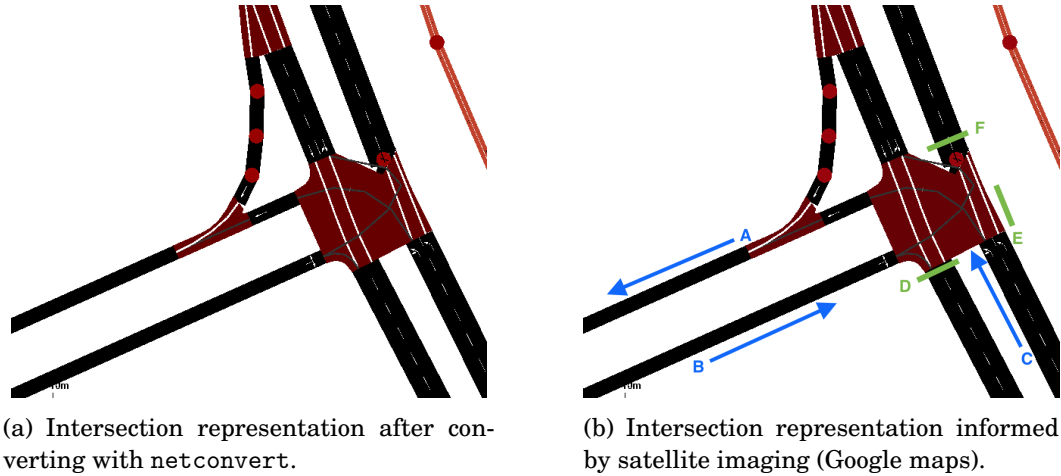 F
A
E
D
B
C
10m
10m
(a) Intersection representation after con-
verting with netconvert.
(b) Intersection representation informed
by satellite imaging (Google maps).